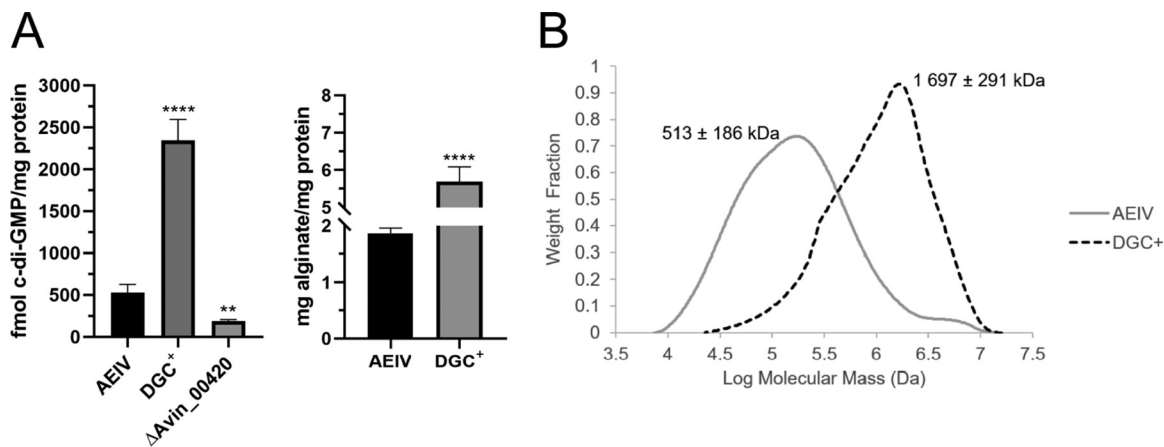 A
fmol c-di-GMP/mg protein
3000
2500
2000
1500
1000
500
0
****
**
AEIV
DGC+
ΔAvin_00420
mg alginate/mg protein
8
7
6
5
2
1
0
****
AEIV
DGC+
B
Weight Fraction
1
0.9
0.8
0.7
0.6
0.5
0.4
0.3
0.2
0.1
0
513 ± 186 kDa
1 697 ± 291 kDa
AEIV
DGC+
3.5 4 4.5 5 5.5 6 6.5 7 7.5
Log Molecular Mass (Da)